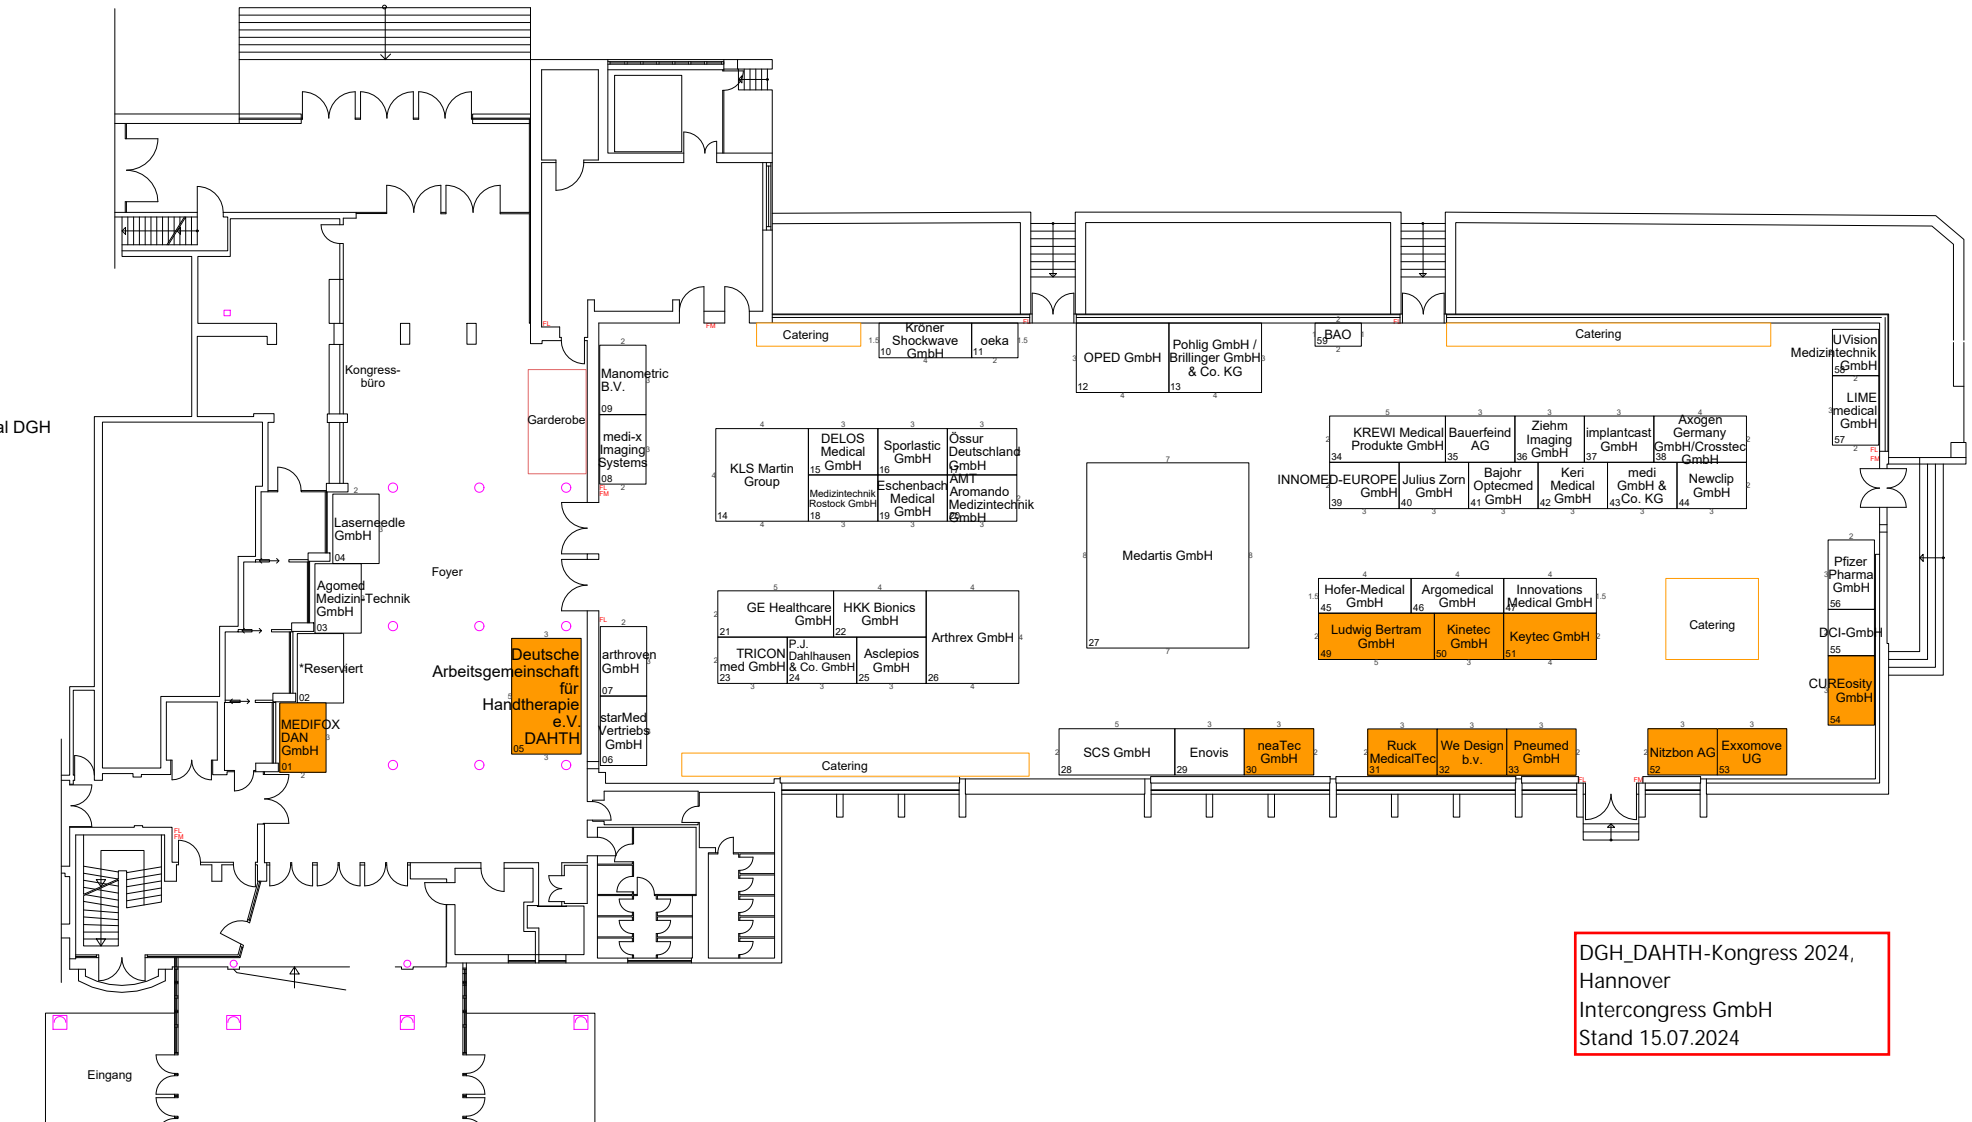 al DGH
Kongress-
büro
Garderobe
Foyer
Eingang
Laserneedle
GmbH
04
Agomed
Medizin-Technik
GmbH
03
*Reserviert
02
MEDIFOX
DAN
GmbH
01
Deutsche
Arbeitsgemeinschaft
für
Handtherapie
e.V.
DAHTH
05
Manometric
B.V.
09
medi-x
Imaging
Systems
08
arthroven
GmbH
07
starMed
Vertriebs
GmbH
06
Catering
Kröner
Shockwave
GmbH
10
oeka
11
OPED GmbH
12
Pohlig GmbH /
Brillinger GmbH
& Co. KG
13
BAO
59
Catering
UVision
Medizintechnik
GmbH
58
LIME
medical
GmbH
57
KLS Martin
Group
14
DELOS
Medical
GmbH
15
Sporlastic
GmbH
16
Össur
Deutschland
GmbH
17
Medizintechnik
Rostock GmbH
18
Eschenbach
Medical
GmbH
19
AMT
Aromando
Medizintechnik
GmbH
20
GE Healthcare
GmbH
21
HKK Bionics
GmbH
22
TRICON
med GmbH
23
P.J.
Dahlhausen
& Co. GmbH
24
Asclepios
GmbH
25
Arthrex GmbH
26
Medartis GmbH
27
KREWI Medical
Produkte GmbH
34
Bauerfeind
AG
35
Ziehm
Imaging
GmbH
36
implantcast
GmbH
37
Axogen
Germany
GmbH/Crosstec
GmbH
38
INNOMED-EUROPE
GmbH
39
Julius Zorn
GmbH
40
Bajohr
Optecmed
GmbH
41
Keri
Medical
GmbH
42
medi
GmbH &
Co. KG
43
Newclip
GmbH
44
Hofer-Medical
GmbH
45
Argomedical
GmbH
46
Innovations
Medical GmbH
47
Ludwig Bertram
GmbH
49
Kinetec
GmbH
50
Keytec GmbH
51
Catering
Pfizer
Pharma
GmbH
56
DCI-GmbH
55
CUREosity
GmbH
54
Catering
SCS GmbH
28
Enovis
29
neaTec
GmbH
30
Ruck
MedicalTec
31
We Design
b.v.
32
Pneumed
GmbH
33
Nitzbon AG
52
Exxomove
UG
53
DGH_DAHTH-Kongress 2024,
Hannover
Intercongress GmbH
Stand 15.07.2024